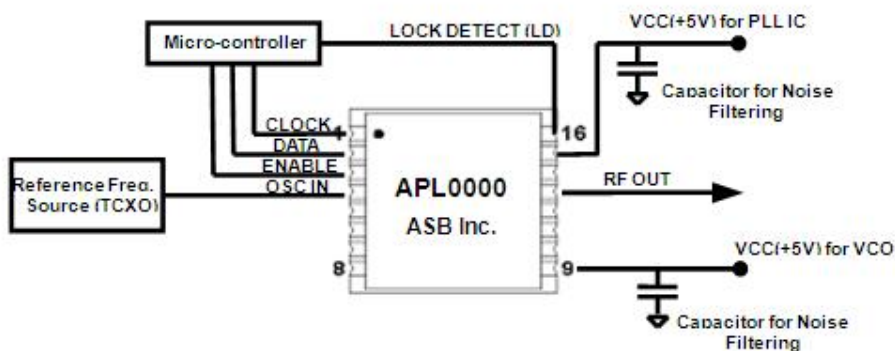 VCC(+5V) for PLL IC
Micro-controller
LOCK DETECT (LD)
Capacitor for Noise
Filtering
CLOCK
1
16
DATA
ENABLE
OSC IN
Reference Freq.
Source (TCXO)
APL0000
ASB Inc.
RF OUT
VCC(+5V) for VCO
8
9
Capacitor for Noise
Filtering